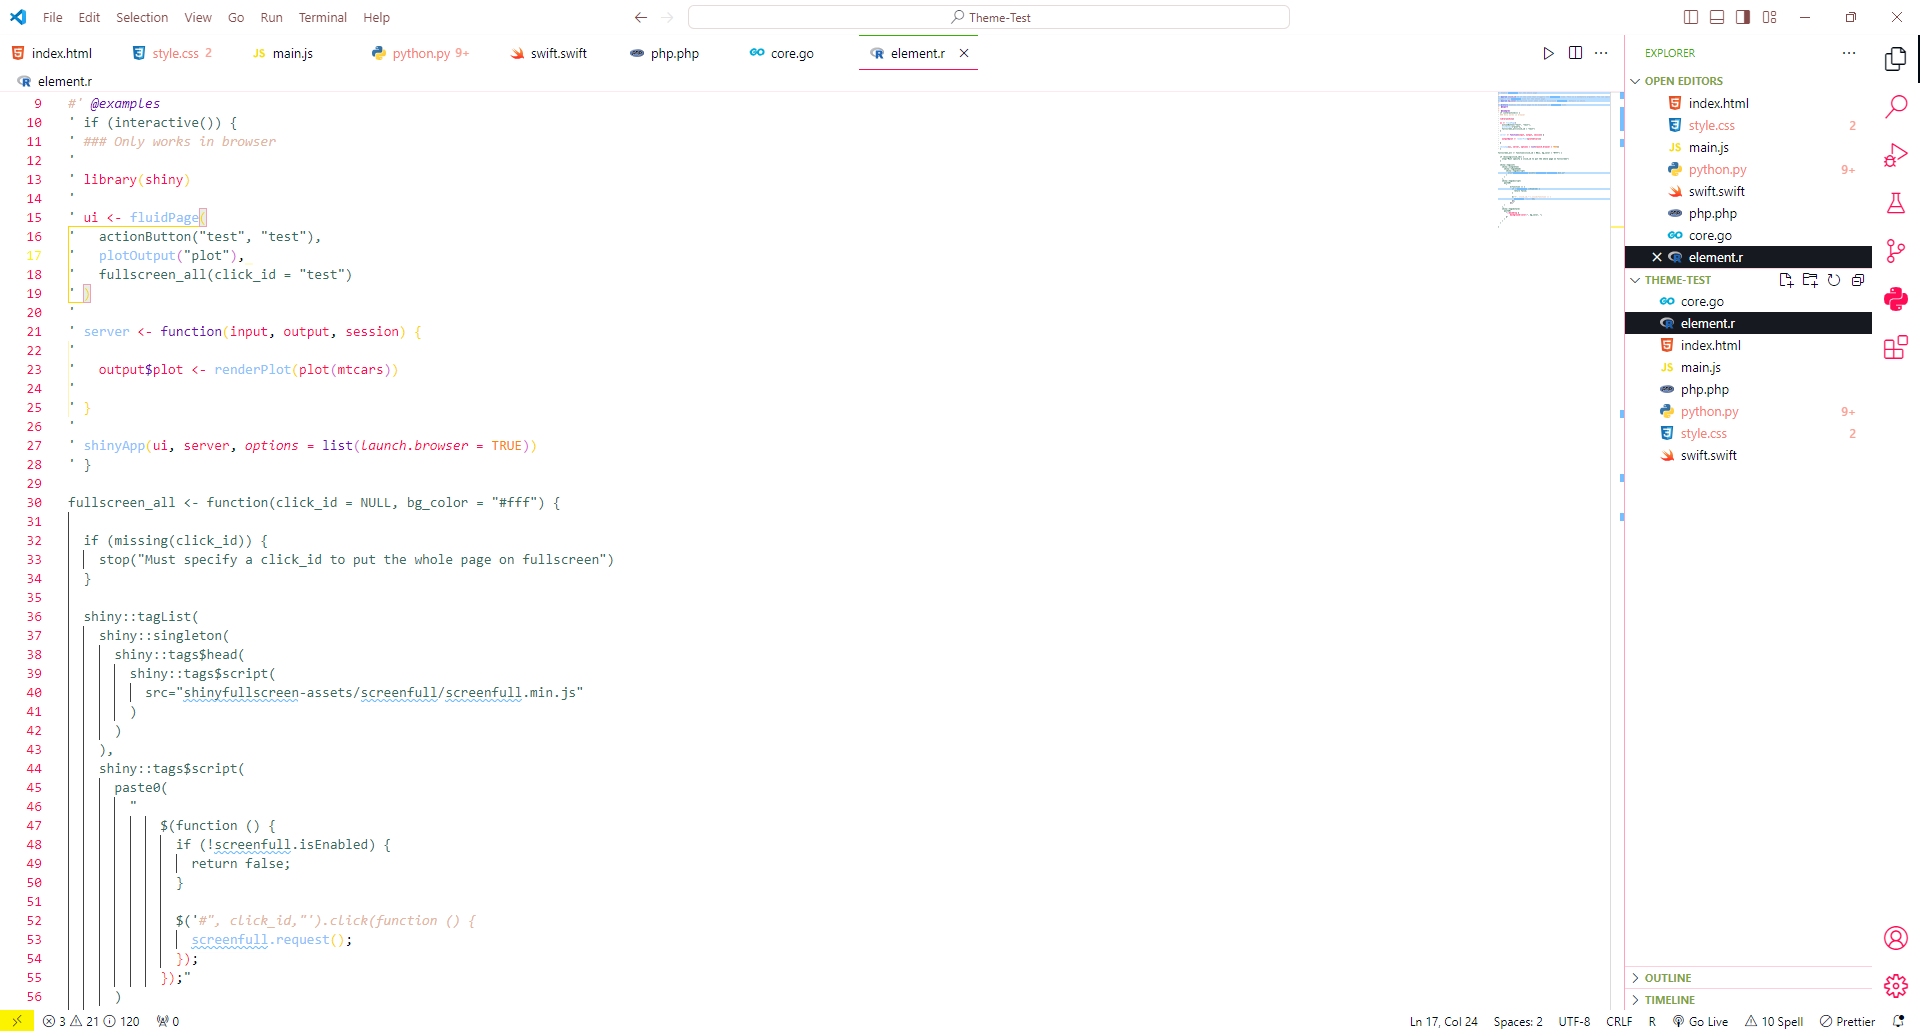 File Edit Selection View Go Run Terminal Help
Theme-Test
index.html
style.css 2
main.js
python.py 9+
swift.swift
php.php
core.go
element.r
element.r
9 #' @examples
10 ' if (interactive()) {
11 ' ### Only works in browser
12 '
13 ' library(shiny)
14 '
15 ' ui <- fluidPage(
16 '   actionButton("test", "test"),
17 '   plotOutput("plot"),
18 '   fullscreen_all(click_id = "test")
19 ' )
20 '
21 ' server <- function(input, output, session) {
22 '
23 '   output$plot <- renderPlot(plot(mtcars))
24 '
25 ' }
26 '
27 ' shinyApp(ui, server, options = list(launch.browser = TRUE))
28 ' }
29
30 fullscreen_all <- function(click_id = NULL, bg_color = "#fff") {
31
32   if (missing(click_id)) {
33     stop("Must specify a click_id to put the whole page on fullscreen")
34   }
35
36   shiny::tagList(
37     shiny::singleton(
38       shiny::tags$head(
39         shiny::tags$script(
40           src="shinyfullscreen-assets/screenfull/screenfull.min.js"
41         )
42       )
43     ),
44     shiny::tags$script(
45       paste0(
46         "
47             $(function () {
48               if (!screenfull.isEnabled) {
49                 return false;
50               }
51
52               $('#", click_id,"').click(function () {
53                 screenfull.request();
54               });
55             });"
56       )
EXPLORER
OPEN EDITORS
index.html
style.css 2
main.js
python.py 9+
swift.swift
php.php
core.go
element.r
THEME-TEST
core.go
element.r
index.html
main.js
php.php
python.py 9+
style.css 2
swift.swift
OUTLINE
TIMELINE
3 21 120 0
Ln 17, Col 24 Spaces: 2 UTF-8 CRLF R Go Live 10 Spell Prettier